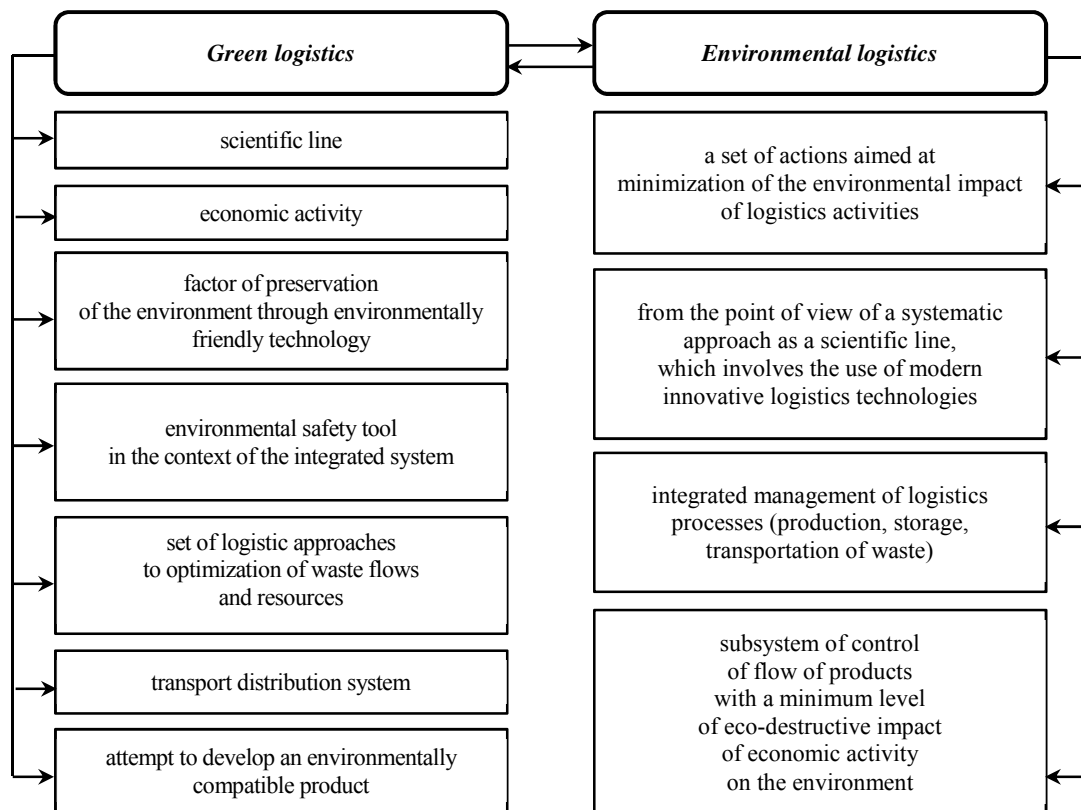 Green logistics
scientific line
economic activity
factor of preservation
of the environment through environmentally
friendly technology
environmental safety tool
in the context of the integrated system
set of logistic approaches
to optimization of waste flows
and resources
transport distribution system
attempt to develop an environmentally
compatible product
Environmental logistics
a set of actions aimed at
minimization of the environmental impact
of logistics activities
from the point of view of a systematic
approach as a scientific line,
which involves the use of modern
innovative logistics technologies
integrated management of logistics
processes (production, storage,
transportation of waste)
subsystem of control
of flow of products
with a minimum level
of eco-destructive impact
of economic activity
on the environment